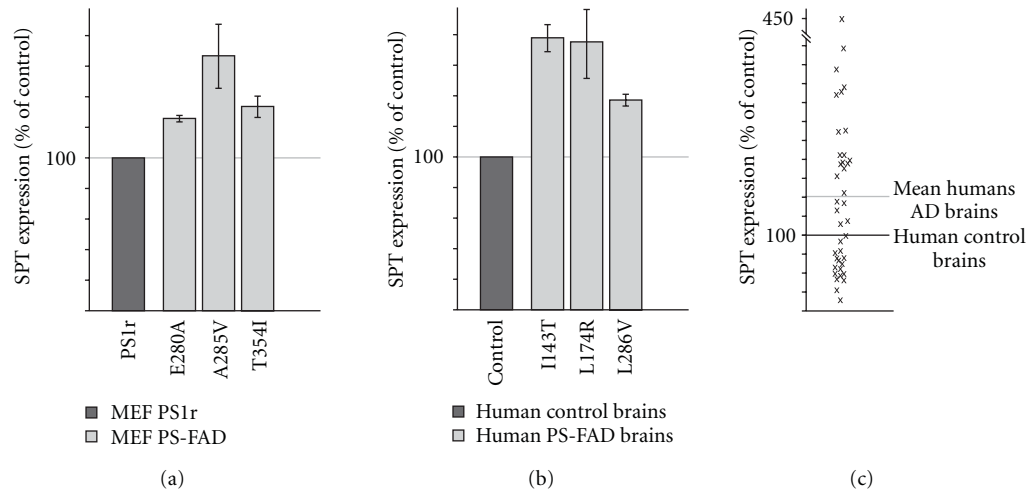 SPT expression (% of control)
100
PS1r
E280A
A285V
T354I
MEF PS1r
MEF PS-FAD
(a)
SPT expression (% of control)
100
Control
I143T
L174R
L286V
Human control brains
Human PS-FAD brains
(b)
SPT expression (% of control)
450
100
Mean humans
AD brains
Human control
brains
(c)